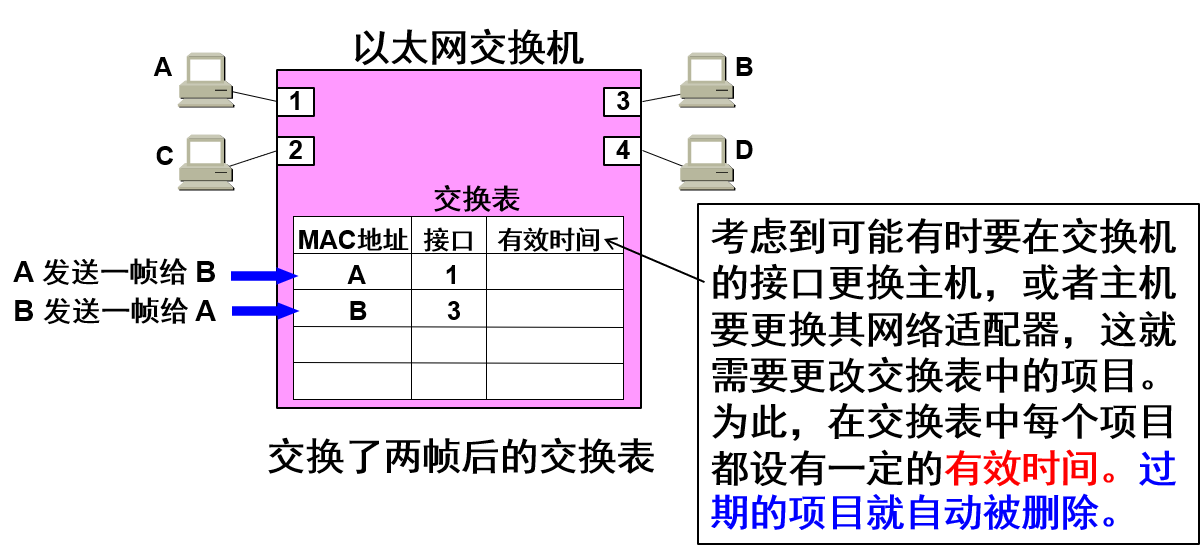 以太网交换机
A
B
1
3
C
D
2
4
交换表
MAC地址 接口 有效时间
A 发送一帧给 B
A 1
B 发送一帧给 A
B 3
交换了两帧后的交换表
考虑到可能有时要在交换机
的接口更换主机，或者主机
要更换其网络适配器，这就
需要更改交换表中的项目。
为此，在交换表中每个项目
都设有一定的有效时间。过
期的项目就自动被删除。